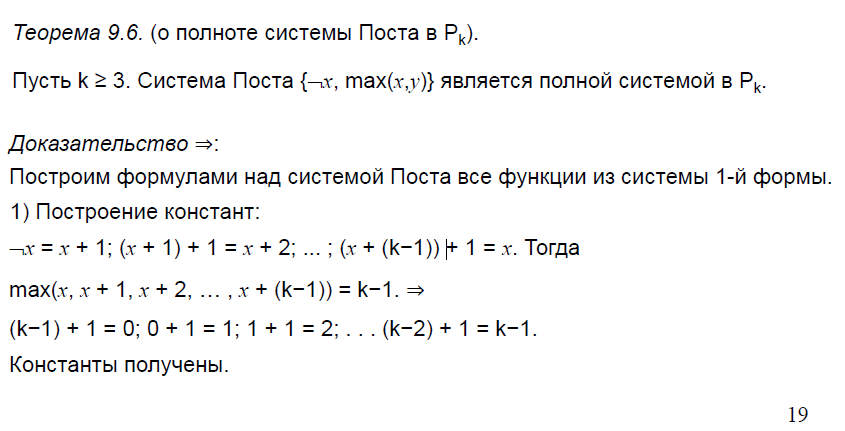 Теорема 9.6. (о полноте системы Поста в Pk).
Пусть k ≥ 3. Система Поста {¬x, max(x,y)} является полной системой в Pk.
Доказательство ⇒:
Построим формулами над системой Поста все функции из системы 1-й формы.
1) Построение констант:
¬x = x + 1; (x + 1) + 1 = x + 2; ... ; (x + (k−1)) + 1 = x. Тогда
max(x, x + 1, x + 2, … , x + (k−1)) = k−1. ⇒
(k−1) + 1 = 0; 0 + 1 = 1; 1 + 1 = 2; . . . (k−2) + 1 = k−1.
Константы получены.
19